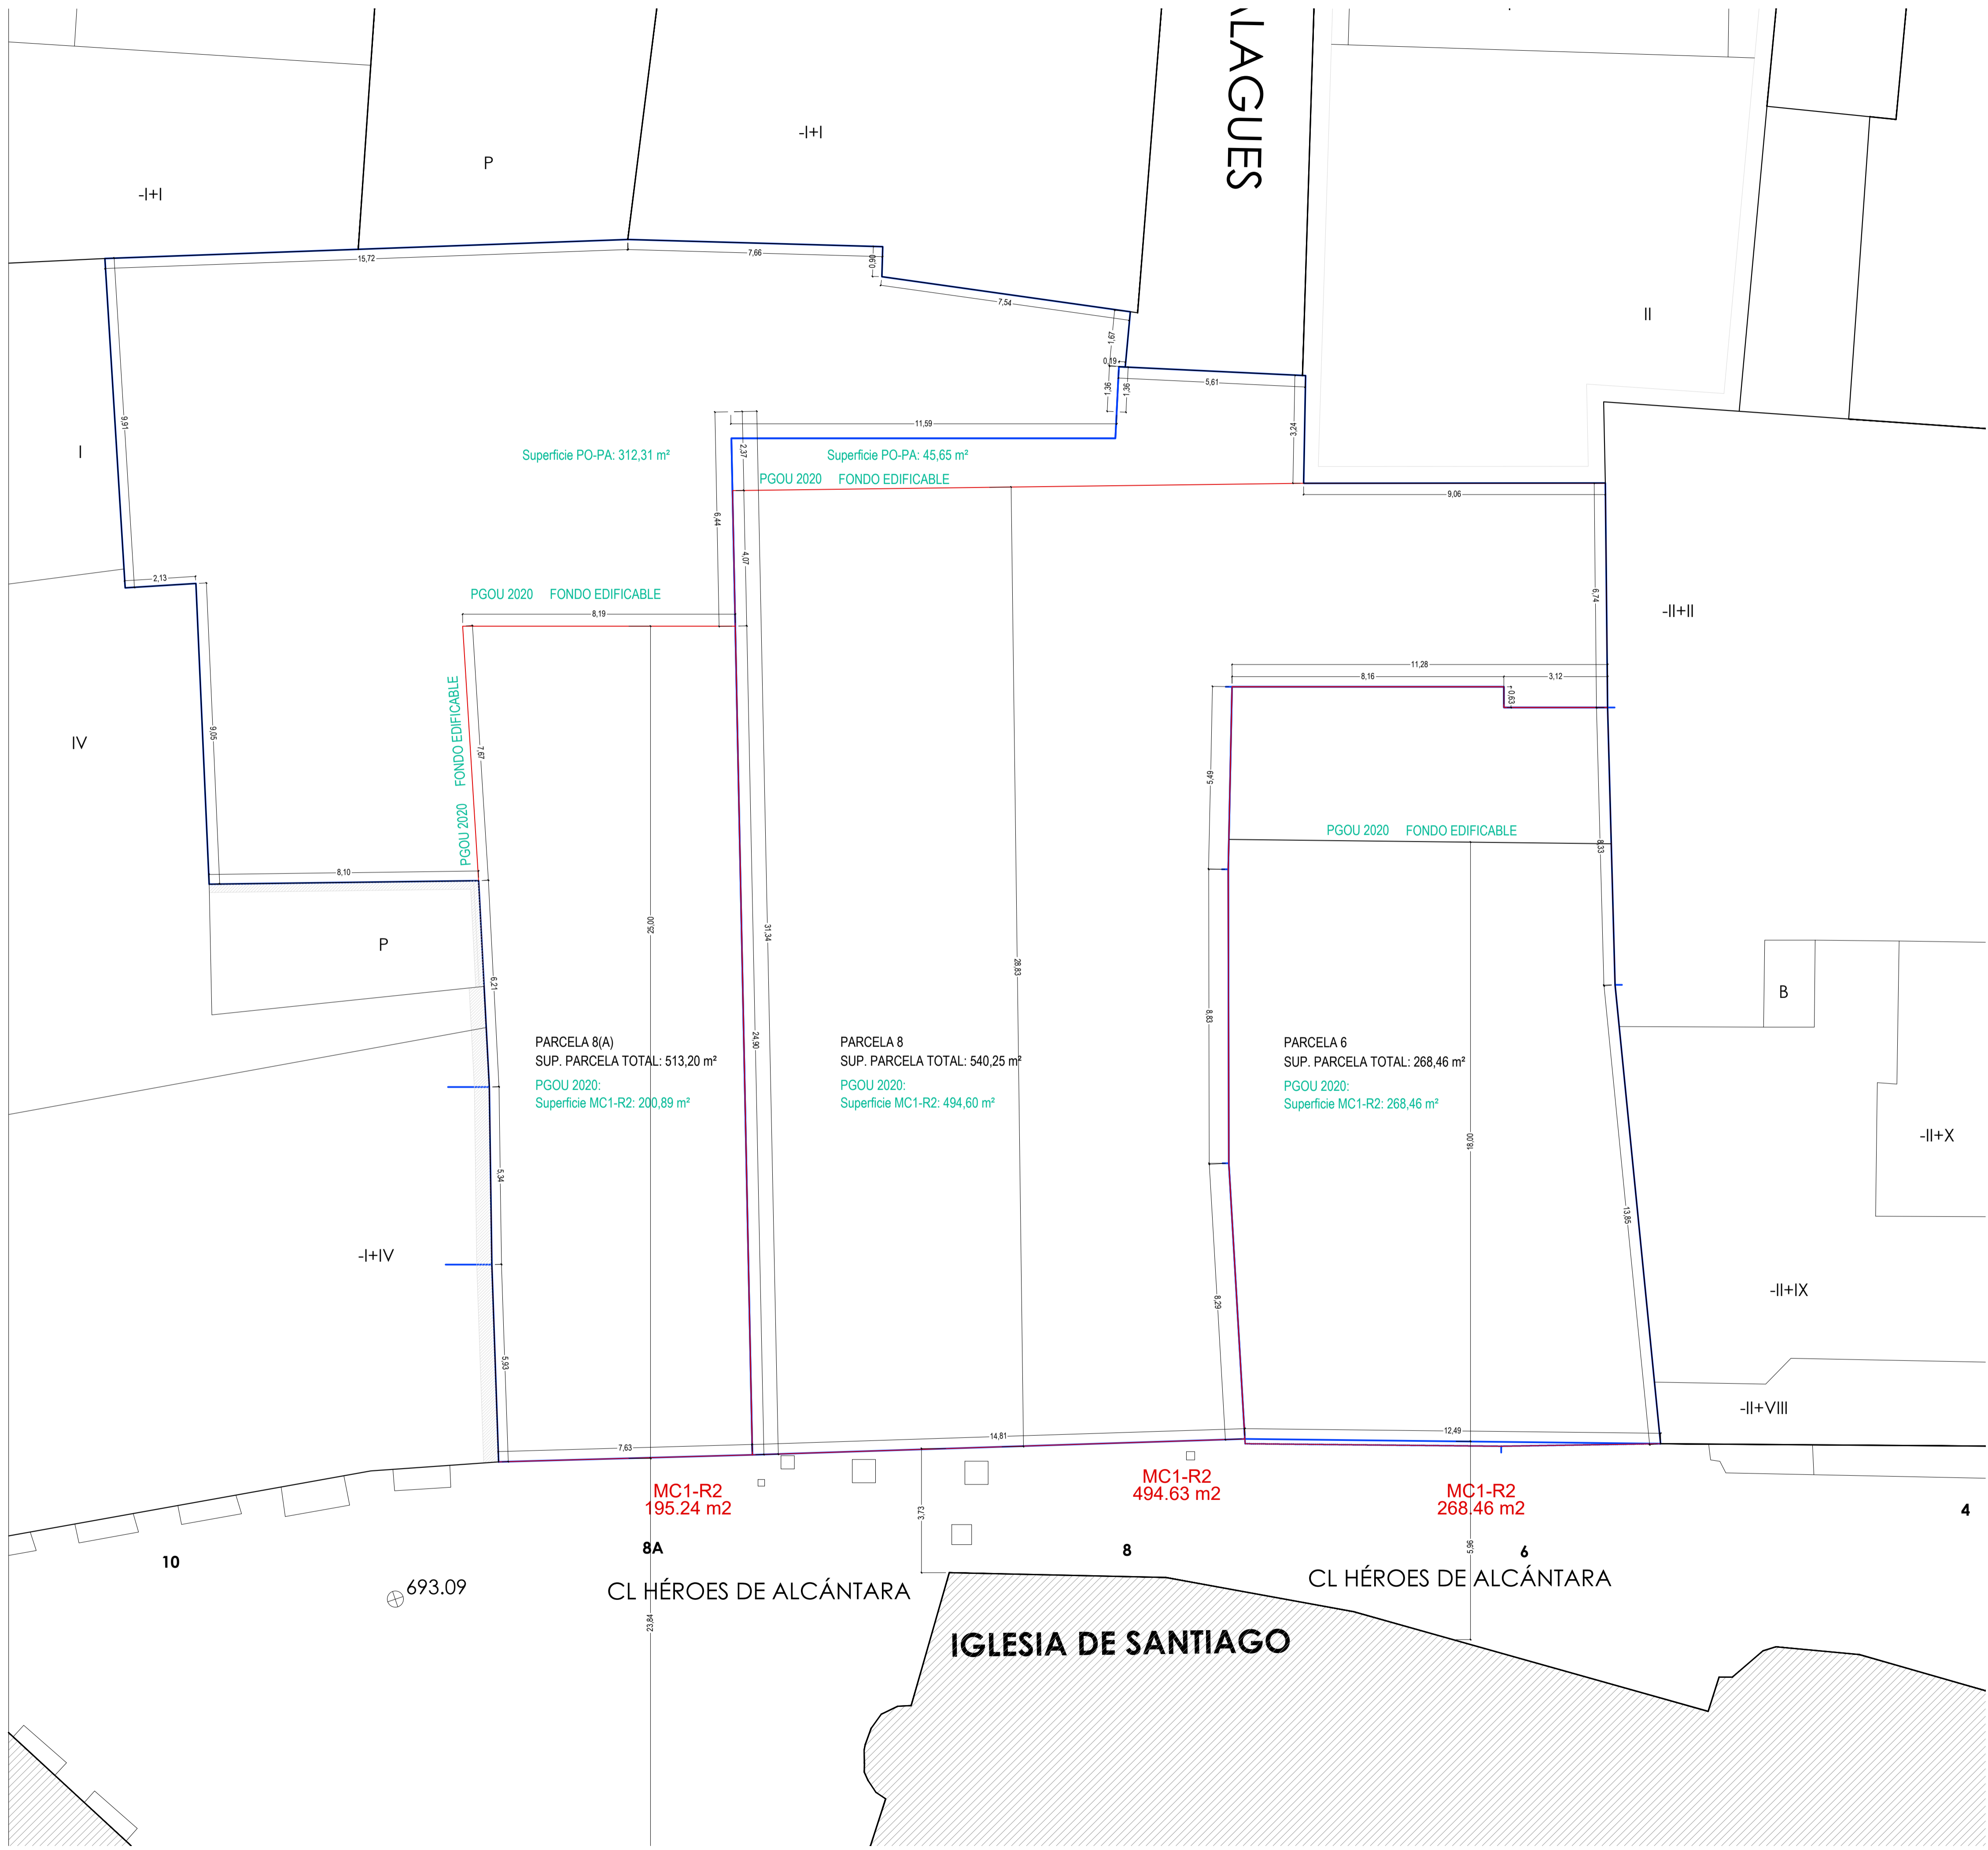 ALAGUES
-I+I
P
-I+I
15,72
7,66
0,90
7,54
1,67
0,19
1,36
1,36
5,61
3,24
11,59
2,37
II
I
9,91
Superficie PO-PA: 312,31 m²
Superficie PO-PA: 45,65 m²
PGOU 2020 FONDO EDIFICABLE
9,06
6,44
4,07
2,13
PGOU 2020 FONDO EDIFICABLE
8,19
6,74
-II+II
11,28
8,16
3,12
0,63
IV
9,05
PGOU 2020 FONDO EDIFICABLE
7,67
5,49
PGOU 2020 FONDO EDIFICABLE
8,33
8,10
25,00
31,34
28,83
P
6,21
8,83
B
24,90
PARCELA 8(A)
SUP. PARCELA TOTAL: 513,20 m²
PGOU 2020:
Superficie MC1-R2: 200,89 m²
PARCELA 8
SUP. PARCELA TOTAL: 540,25 m²
PGOU 2020:
Superficie MC1-R2: 494,60 m²
PARCELA 6
SUP. PARCELA TOTAL: 268,46 m²
PGOU 2020:
Superficie MC1-R2: 268,46 m²
18,00
-II+X
5,34
13,85
-I+IV
8,29
-II+IX
5,93
-II+VIII
7,63
14,81
12,49
MC1-R2
195.24 m2
MC1-R2
494.63 m2
MC1-R2
268.46 m2
3,73
5,96
4
10
8A
8
6
693.09
CL HÉROES DE ALCÁNTARA
CL HÉROES DE ALCÁNTARA
23,84
IGLESIA DE SANTIAGO